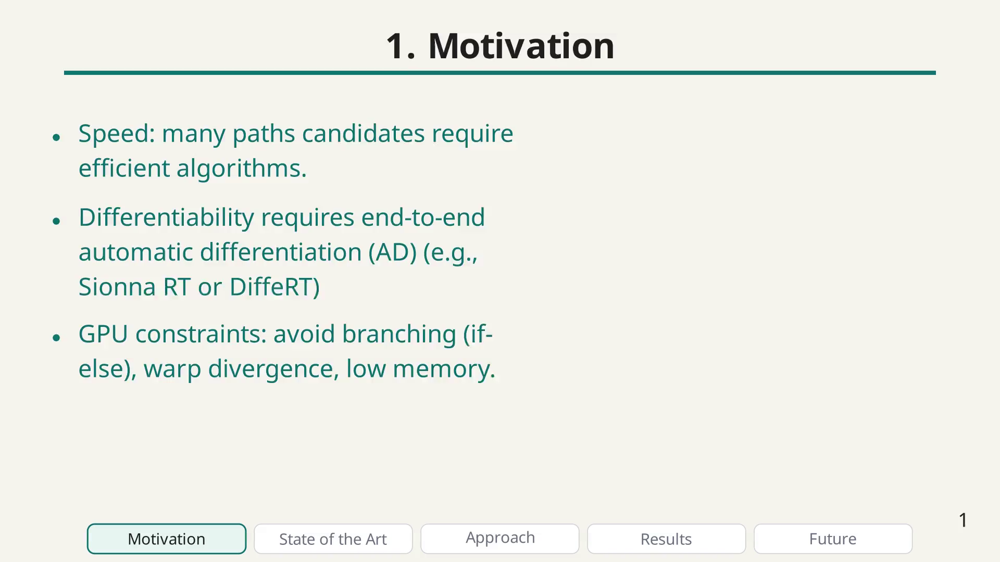 1. Motivation
• Speed: many paths candidates require
efficient algorithms.
• Differentiability requires end-to-end
automatic differentiation (AD) (e.g.,
Sionna RT or DiffeRT)
• GPU constraints: avoid branching (if-
else), warp divergence, low memory.
1
Motivation
State of the Art
Approach
Results
Future